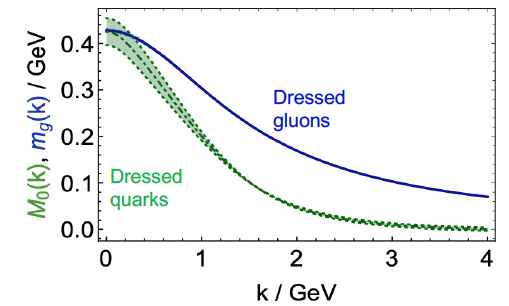 M₀(k), m_g(k) / GeV
0.4
0.3
0.2
0.1
0.0
Dressed
gluons
Dressed
quarks
0 1 2 3 4
k / GeV